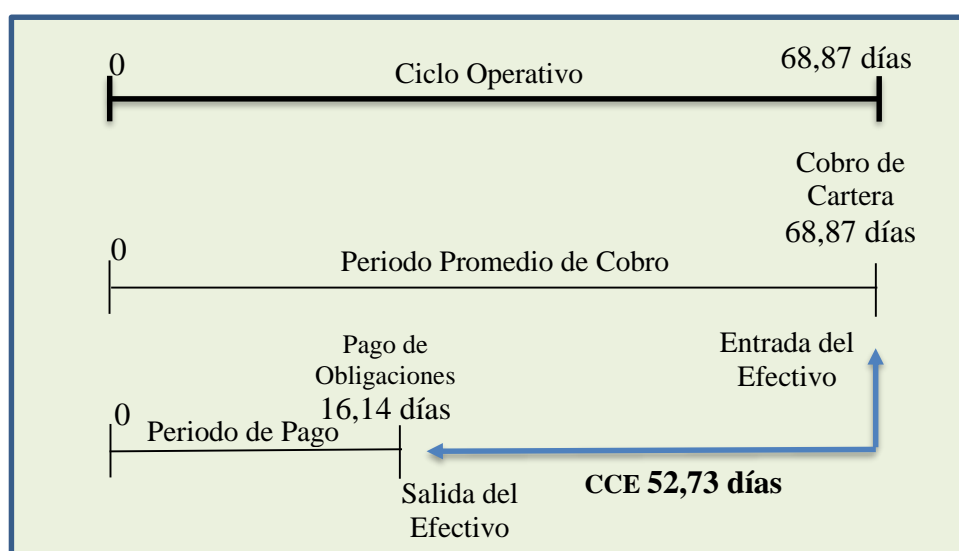 0
Ciclo Operativo
68,87 días
Cobro de
Cartera
68,87 días
0
Periodo Promedio de Cobro
Pago de
Obligaciones
16,14 días
Entrada del
Efectivo
0
Periodo de Pago
CCE 52,73 días
Salida del
Efectivo